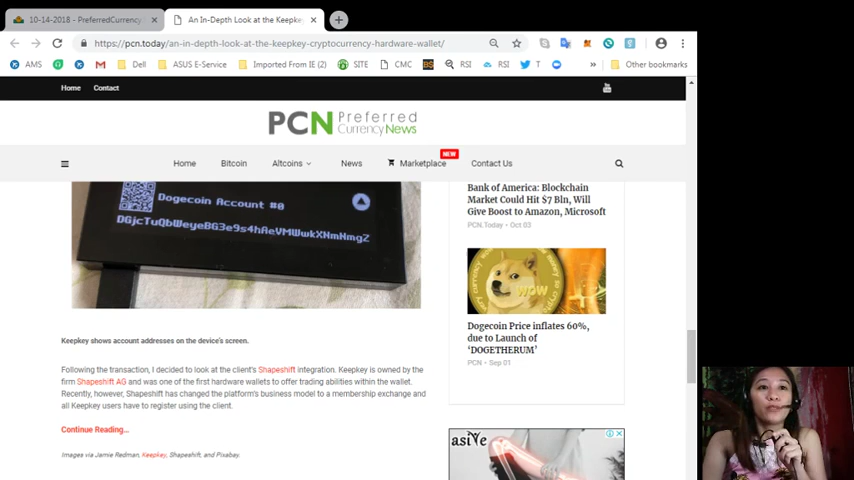 10-14-2018 - PreferredCurrency
An In-Depth Look at the Keepkey
https://pcn.today/an-in-depth-look-at-the-keepkey-cryptocurrency-hardware-wallet/
AMS
Dell
ASUS E-Service
Imported From IE (2)
SITE
CMC
RSI
RSI
T
»
Other bookmarks
Home
Contact
PCN Preferred
Currency News
NEW
Home
Bitcoin
Altcoins
News
Marketplace
Contact Us
Dogecoin Account #0
DGjcTuQbWeyeBG3e9s4hAeVMWwkXNmNmgZ
Keepkey shows account addresses on the device's screen.
Following the transaction, I decided to look at the client's Shapeshift integration. Keepkey is owned by the
firm Shapeshift AG and was one of the first hardware wallets to offer trading abilities within the wallet.
Recently, however, Shapeshift has changed the platform's business model to a membership exchange and
all Keepkey users have to register using the client.
Continue Reading...
Images via Jamie Redman, Keepkey, Shapeshift, and Pixabay.
Bank of America: Blockchain
Market Could Hit $7 Bln, Will
Give Boost to Amazon, Microsoft
PCN.Today • Oct 03
WOW
Dogecoin Price inflates 60%,
due to Launch of
‘DOGETHERUM’
PCN • Sep 01
asive